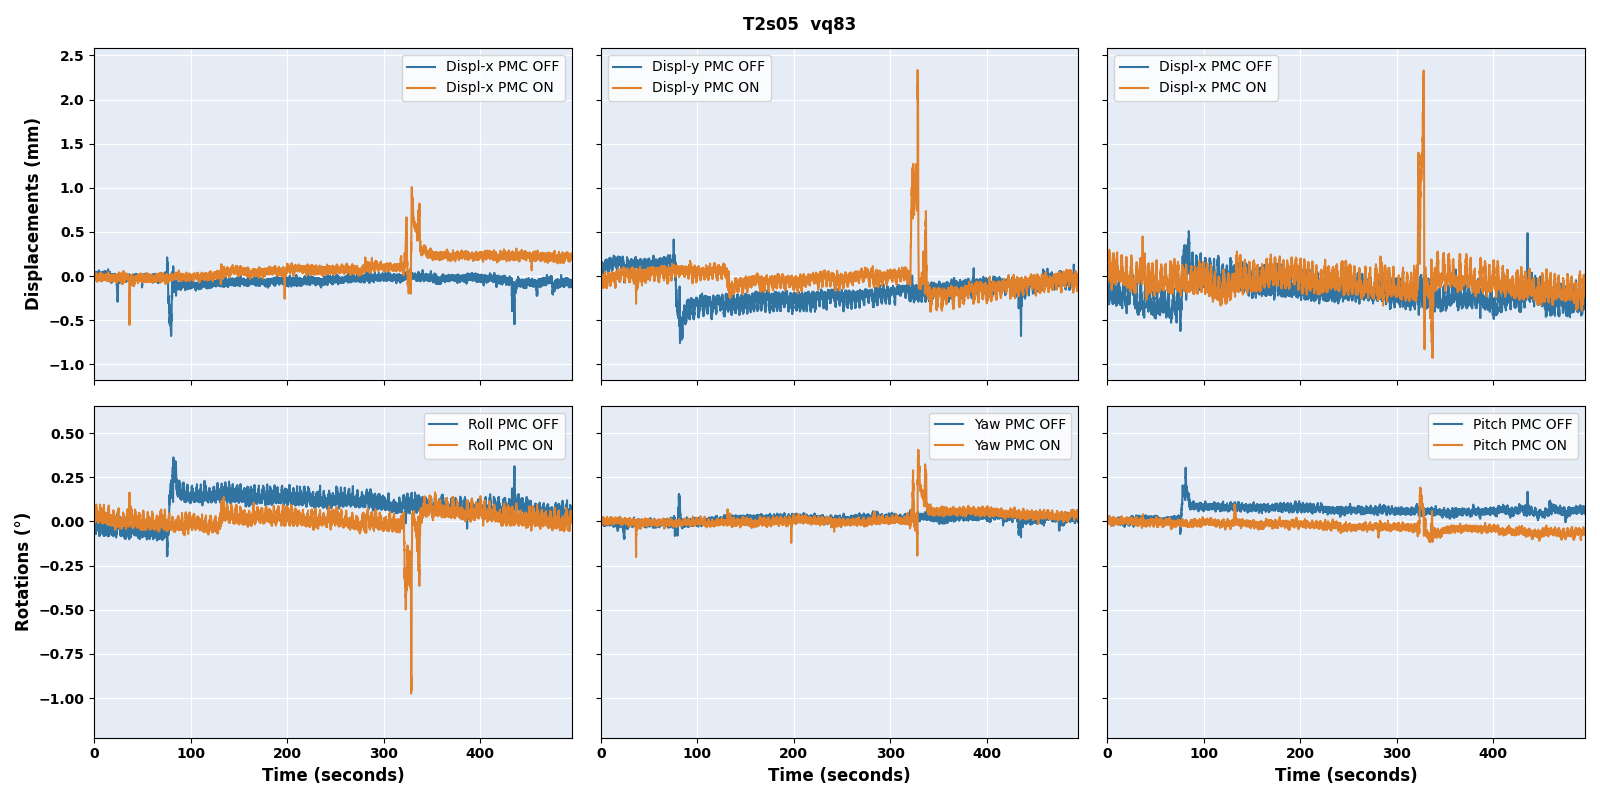 T2s05 vq83
Displacements (mm)
2.5
2.0
1.5
1.0
0.5
0.0
−0.5
−1.0
Displ-x PMC OFF
Displ-x PMC ON
Displ-y PMC OFF
Displ-y PMC ON
Displ-x PMC OFF
Displ-x PMC ON
Rotations (°)
0.50
0.25
0.00
−0.25
−0.50
−0.75
−1.00
Roll PMC OFF
Roll PMC ON
Yaw PMC OFF
Yaw PMC ON
Pitch PMC OFF
Pitch PMC ON
0 100 200 300 400
0 100 200 300 400
0 100 200 300 400
Time (seconds)
Time (seconds)
Time (seconds)